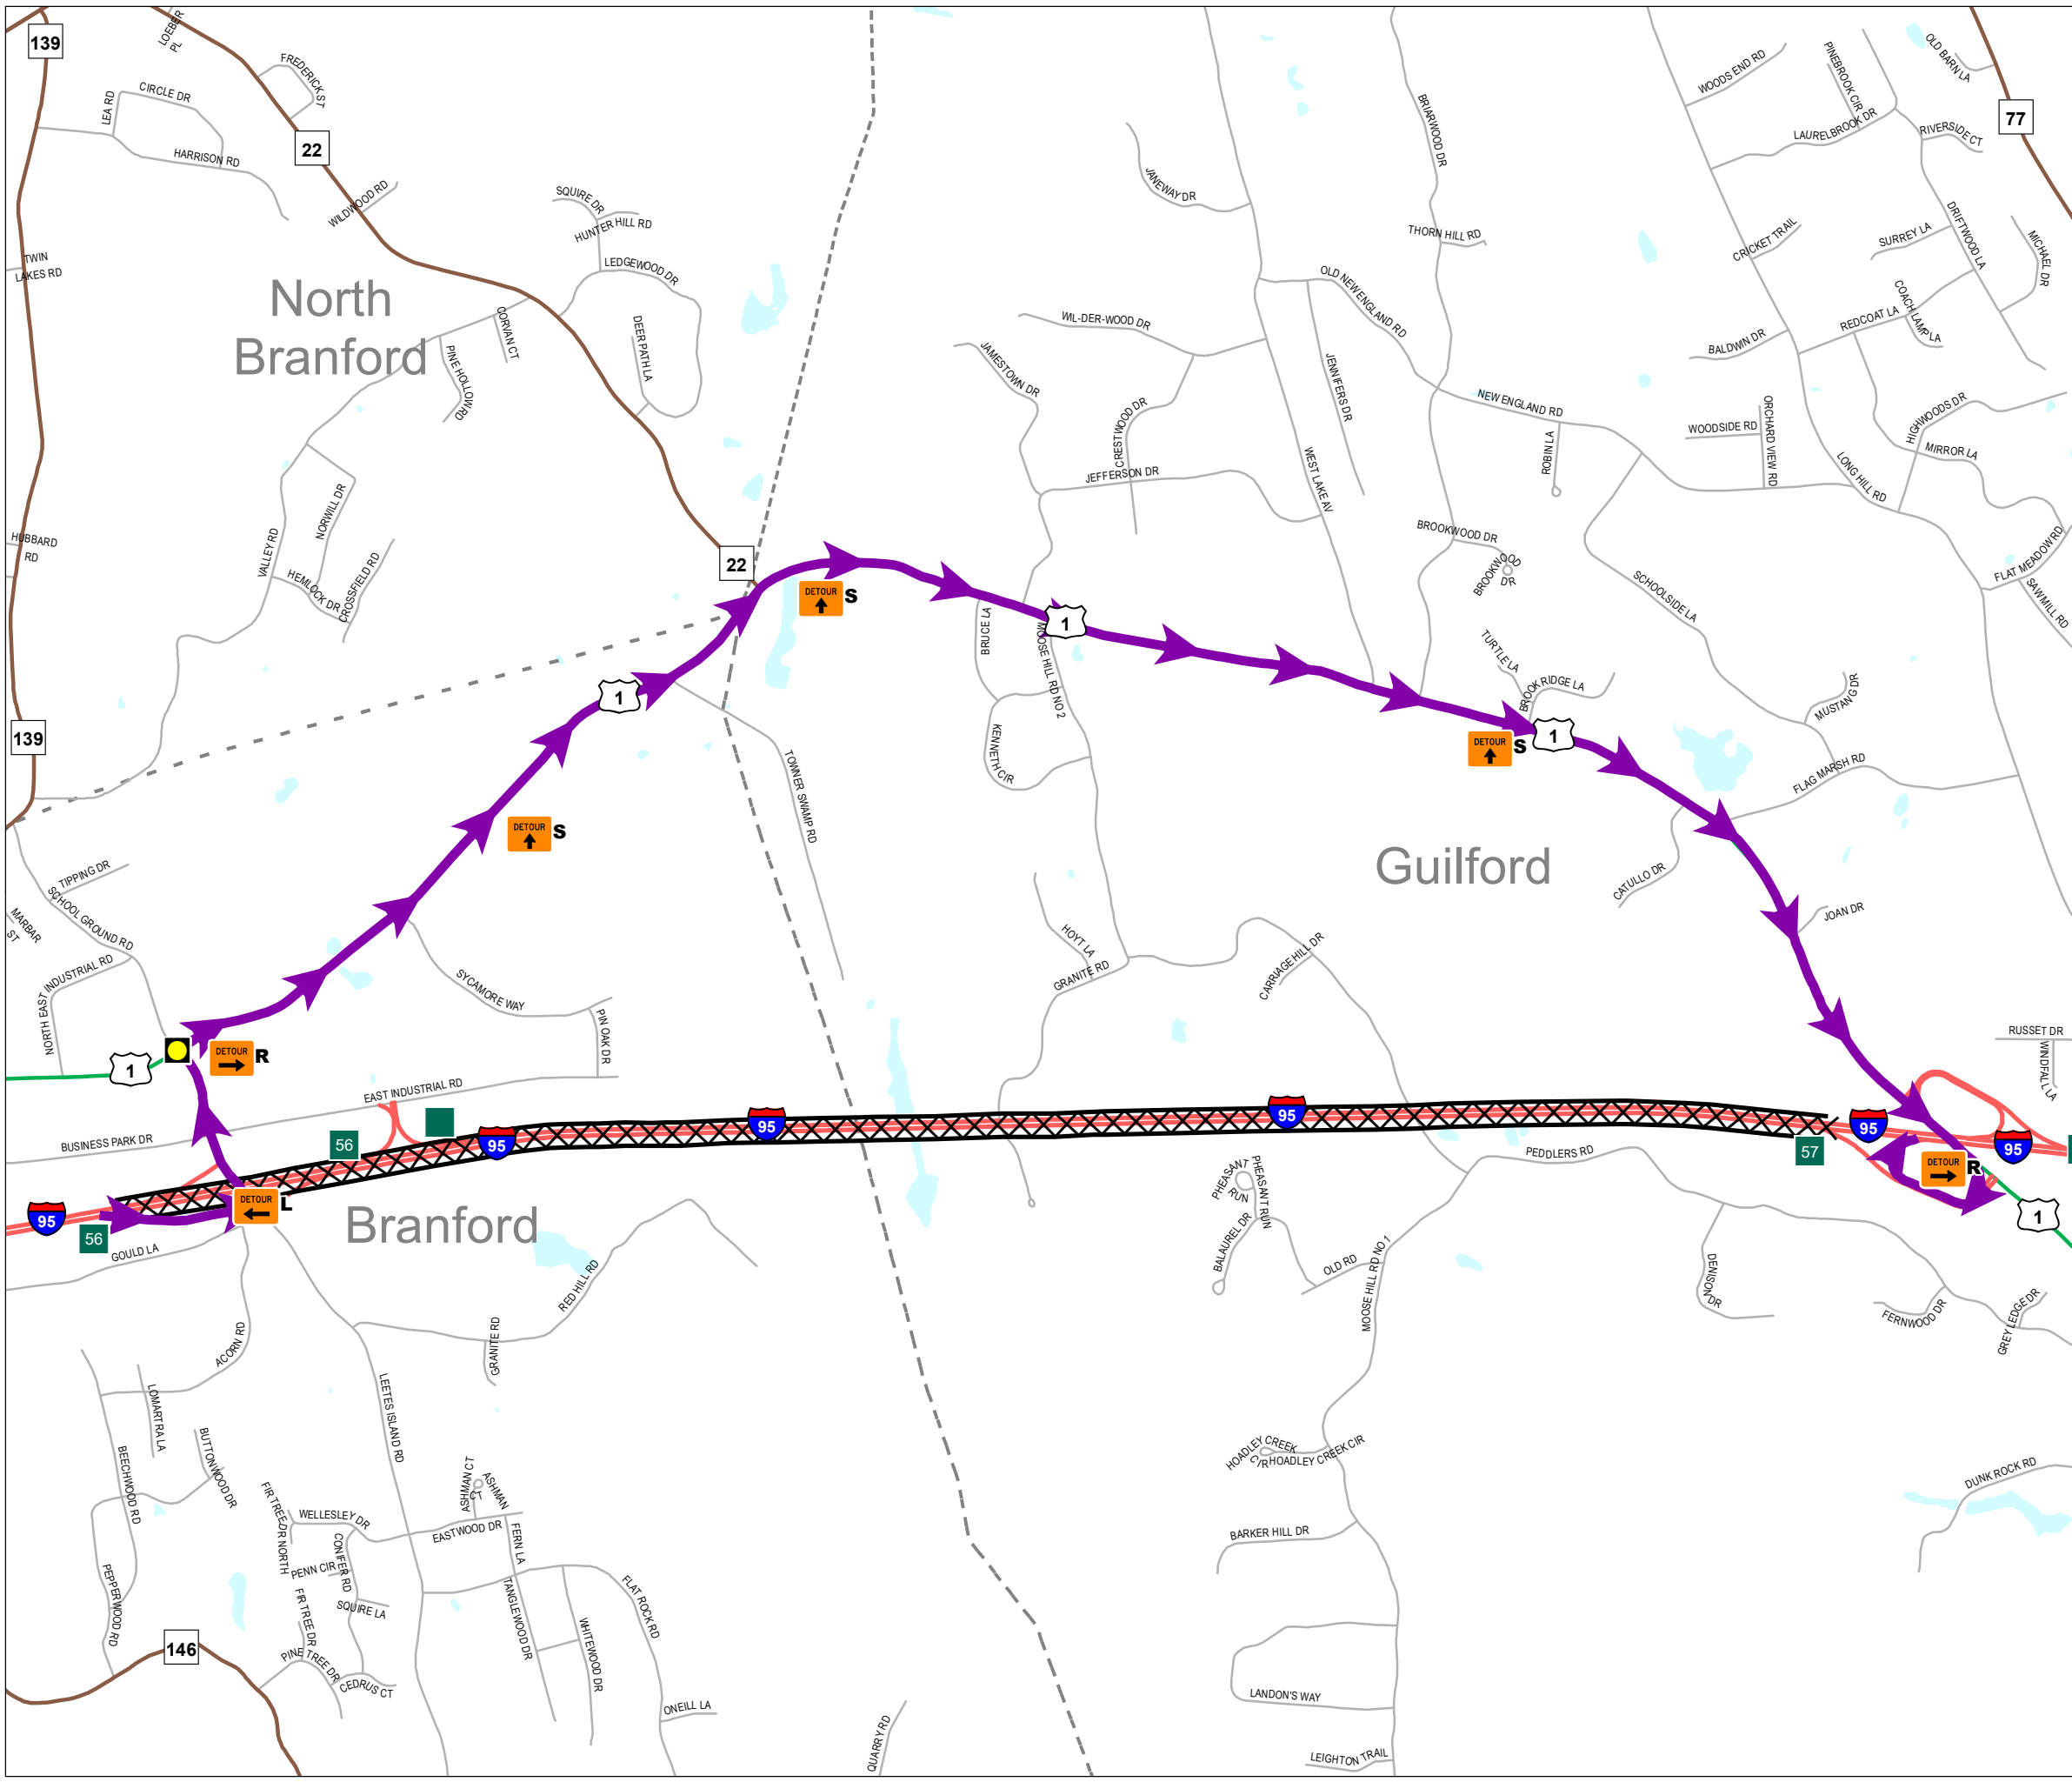 139
LOEBER
PL
FREDERICK ST
CIRCLE DR
LEA RD
HARRISON RD
22
WILDWOOD RD
TWIN
LAKES RD
North
Branford
SQUIRE DR
HUNTER HILL RD
LEDGEWOOD DR
DEER PATH LA
CORVAN CT
PINE HOLLOW RD
JANEWAY DR
BRIARWOOD DR
THORN HILL RD
OLD NEW ENGLAND RD
WIL-DER-WOOD DR
JAMESTOWN DR
JENNIFERS DR
CRESTWOOD DR
JEFFERSON DR
WEST LAKE AV
WOODS END RD
PINEBROOK CIR
LAURELBROOK DR
OLD BARN LA
77
RIVERSIDE CT
DRIFTWOOD LA
SURREY LA
MICHAEL DR
CRICKET TRAIL
COACH LAMP LA
REDCOAT LA
BALDWIN DR
NEW ENGLAND RD
ROBIN LA
WOODSIDE RD
ORCHARD VIEW RD
HIGHWOODS DR
MIRROR LA
LONG HILL RD
FLAT MEADOW RD
SAWMILL RD
HUBBARD
RD
VALLEY RD
NORWILL DR
HEMLOCK DR
CROSSFIELD RD
22
DETOUR
S
BROOKWOOD DR
BROOKWOOD
DR
SCHOOLSIDE LA
BRUCE LA
MOOSE HILL RD NO 2
1
TURTLE LA
BROOK RIDGE LA
MUSTANG DR
1
139
1
KENNETH CIR
TOWNER SWAMP RD
DETOUR
S
FLAG MARSH RD
DETOUR
S
Guilford
CATULLO DR
JOAN DR
TIPPING DR
SCHOOL GROUND RD
MARBAR
ST
NORTH EAST INDUSTRIAL RD
SYCAMORE WAY
PIN OAK DR
HOYT LA
GRANITE RD
CARRIAGE HILL DR
1
DETOUR
R
EAST INDUSTRIAL RD
BUSINESS PARK DR
56
95
95
95
RUSSET DR
WINDFALL LA
95
95
57
DETOUR
R
1
95
56
DETOUR
L
GOULD LA
Branford
PEDDLERS RD
PHEASANT
RUN
PHEASANT RUN
BALAUREL DR
OLD RD
MOOSE HILL RD NO 1
DENISON
DR
FERNWOOD DR
GREY LEDGE DR
RED HILL RD
GRANITE RD
ACORN RD
LOMARTRA LA
BUTTONWOOD DR
BEECHWOOD RD
LEETES ISLAND RD
ASHMAN CT
ASHMAN
CT
FIR TREE DR NORTH
WELLESLEY DR
EASTWOOD DR
FERN LA
PENN CIR
CONIFER RD
SQUIRE LA
FIR TREE DR
PEPPERWOOD RD
TANGLEWOOD DR
WHITEWOOD DR
FLAT ROCK RD
HOADLEY CREEK
CIR
HOADLEY CREEK CIR
BARKER HILL DR
DUNK ROCK RD
146
PINE TREE DR
CEDRUS CT
ONEILL LA
QUARRY RD
LANDON'S WAY
LEIGHTON TRAIL